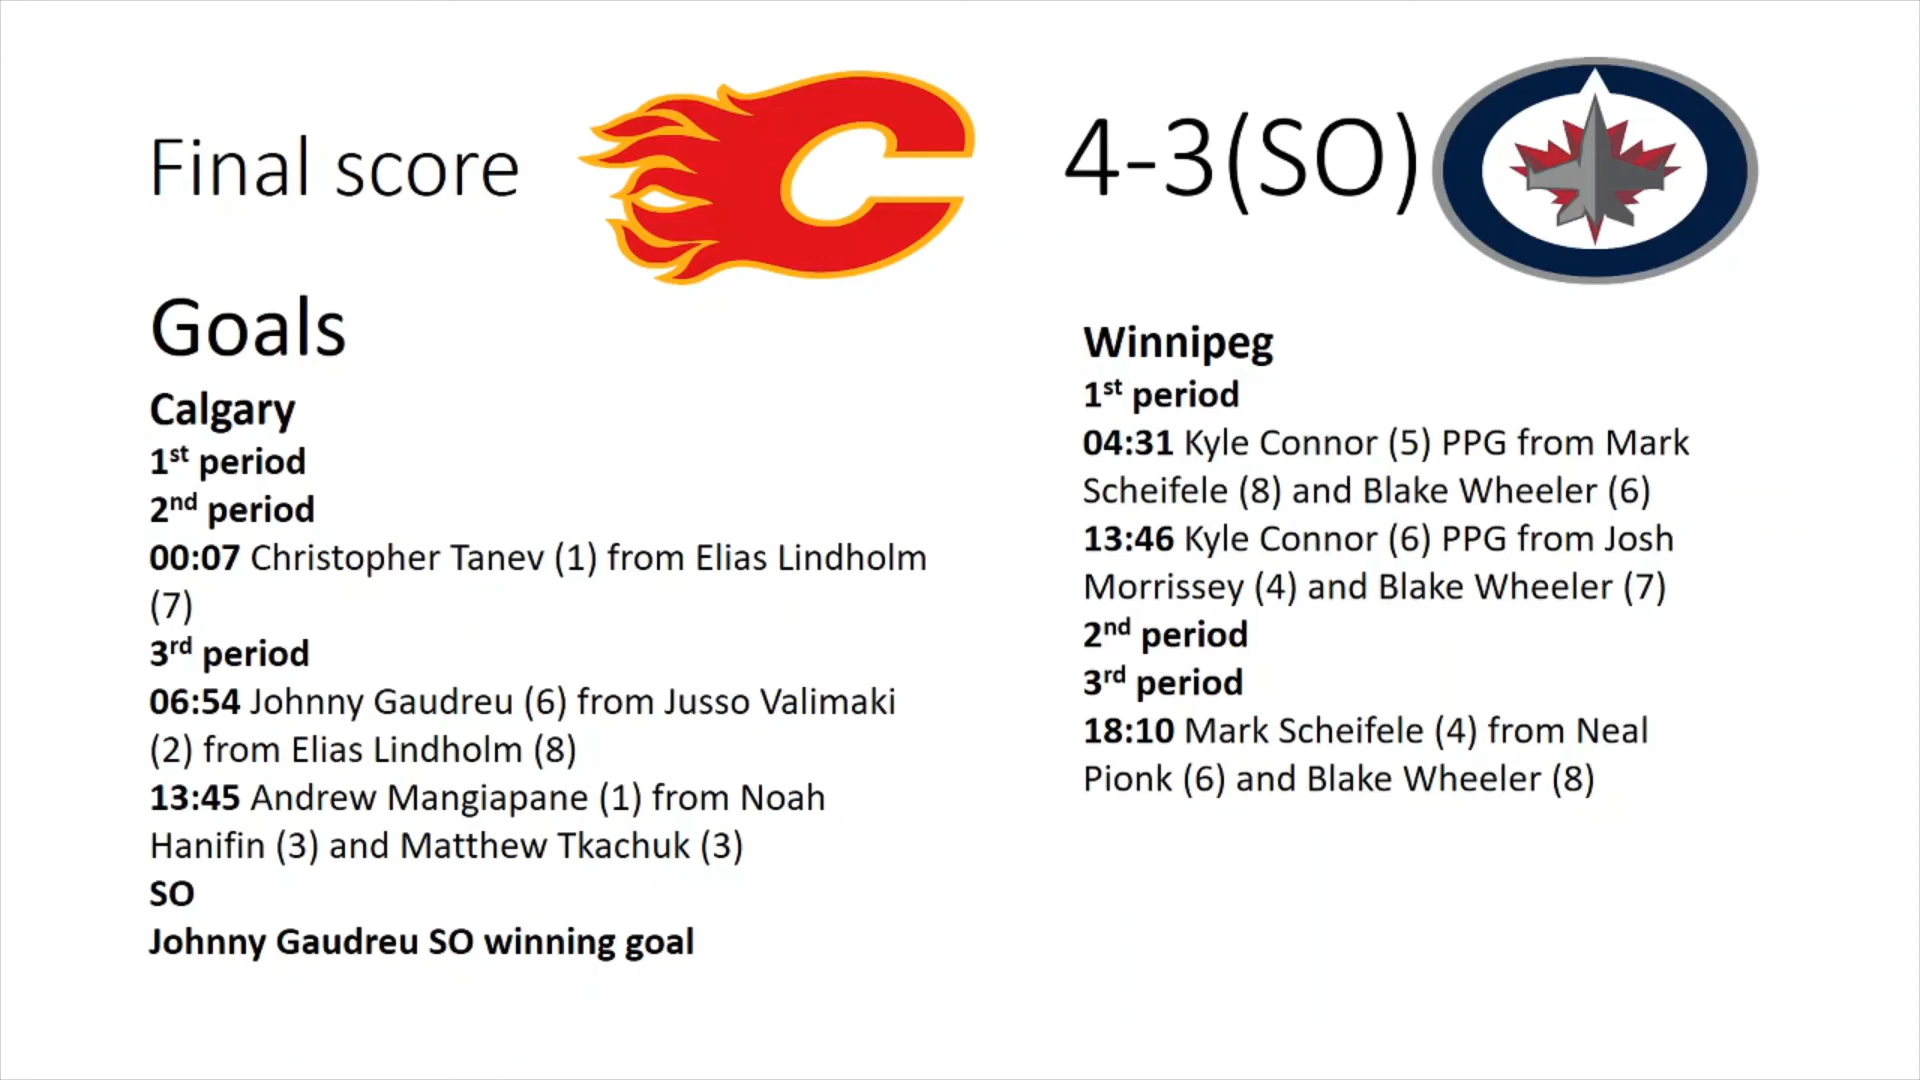 Final score
4-3(SO)
Goals
Calgary
1st period
2nd period
00:07 Christopher Tanev (1) from Elias Lindholm
(7)
3rd period
06:54 Johnny Gaudreu (6) from Jusso Valimaki
(2) from Elias Lindholm (8)
13:45 Andrew Mangiapane (1) from Noah
Hanifin (3) and Matthew Tkachuk (3)
SO
Johnny Gaudreu SO winning goal
Winnipeg
1st period
04:31 Kyle Connor (5) PPG from Mark
Scheifele (8) and Blake Wheeler (6)
13:46 Kyle Connor (6) PPG from Josh
Morrissey (4) and Blake Wheeler (7)
2nd period
3rd period
18:10 Mark Scheifele (4) from Neal
Pionk (6) and Blake Wheeler (8)